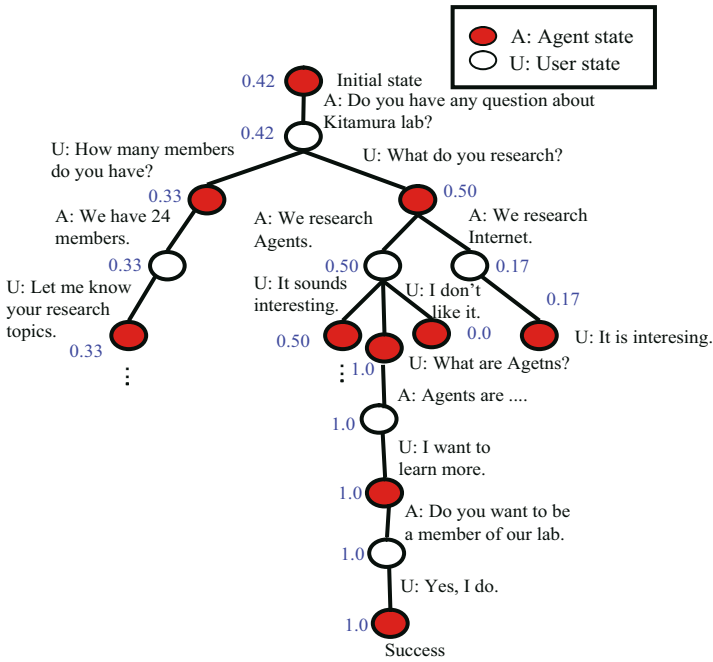 A: Agent state
U: User state
0.42
Initial state
A: Do you have any question about
Kitamura lab?
0.42
U: How many members
do you have?
U: What do you research?
0.33
0.50
A: We have 24
members.
A: We research
Agents.
A: We research
Internet.
0.33
0.50
0.17
U: Let me know
your research
topics.
U: It sounds
interesting.
U: I don't
like it.
0.17
0.33
0.50
1.0
0.0
U: It is interesing.
⋮
⋮
U: What are Agetns?
A: Agents are ....
1.0
U: I want to
learn more.
1.0
A: Do you want to be
a member of our lab.
1.0
U: Yes, I do.
1.0
Success